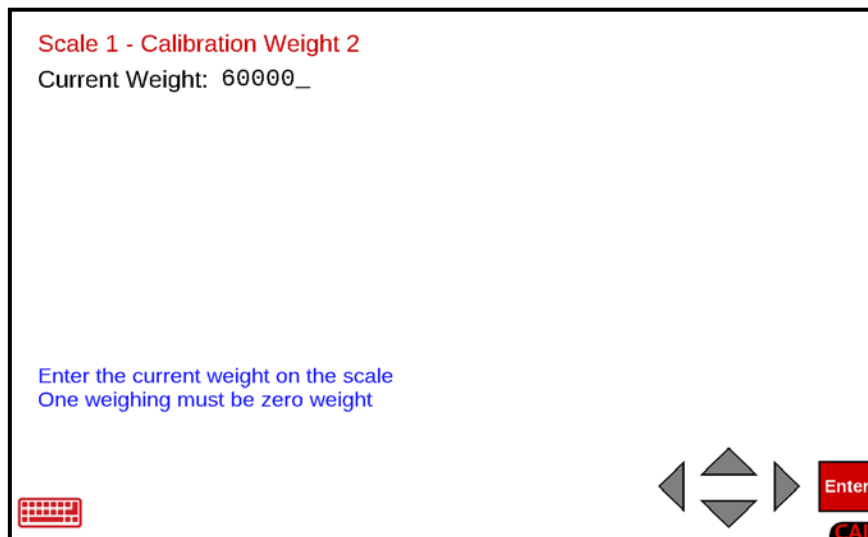 Scale 1 - Calibration Weight 2
Current Weight: 60000_
Enter the current weight on the scale
One weighing must be zero weight
Enter